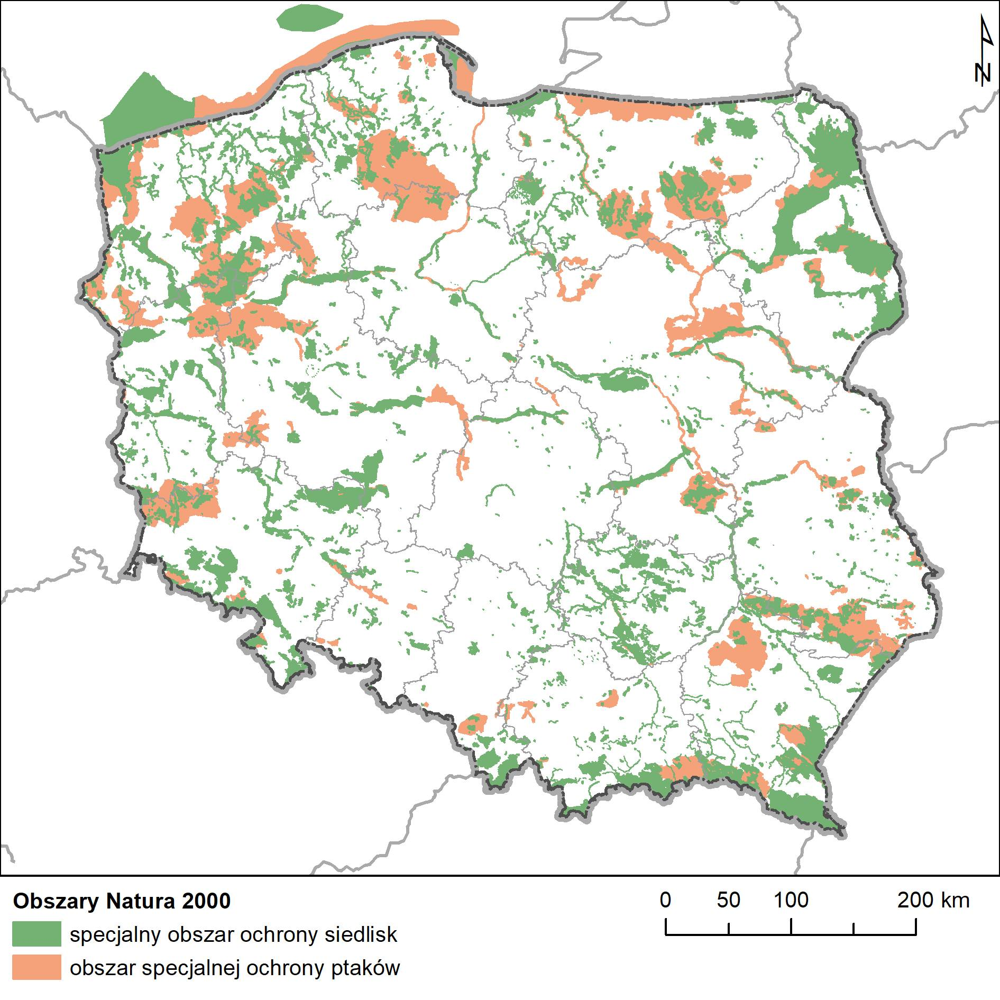 N
Obszary Natura 2000
specjalny obszar ochrony siedlisk
obszar specjalnej ochrony ptaków
0 50 100 200 km